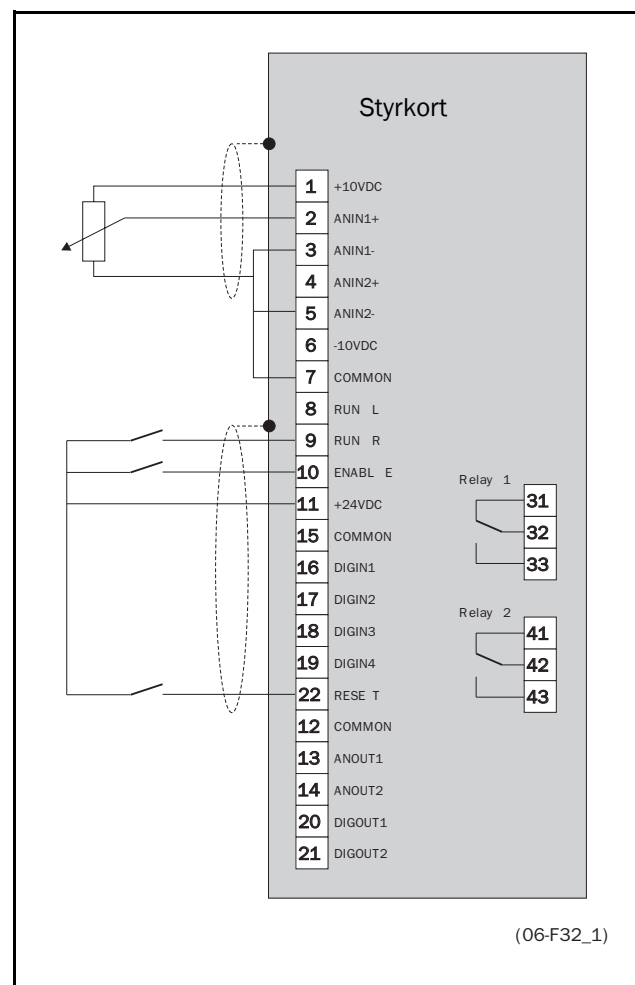 Styrkort
1 +10VDC
2 ANIN1+
3 ANIN1-
4 ANIN2+
5 ANIN2-
6 -10VDC
7 COMMON
8 RUN L
9 RUN R
10 ENABL E
11 +24VDC
15 COMMON
16 DIGIN1
17 DIGIN2
18 DIGIN3
19 DIGIN4
22 RESE T
12 COMMON
13 ANOUT1
14 ANOUT2
20 DIGOUT1
21 DIGOUT2
Relay 1
31
32
33
Relay 2
41
42
43
(06-F32_1)